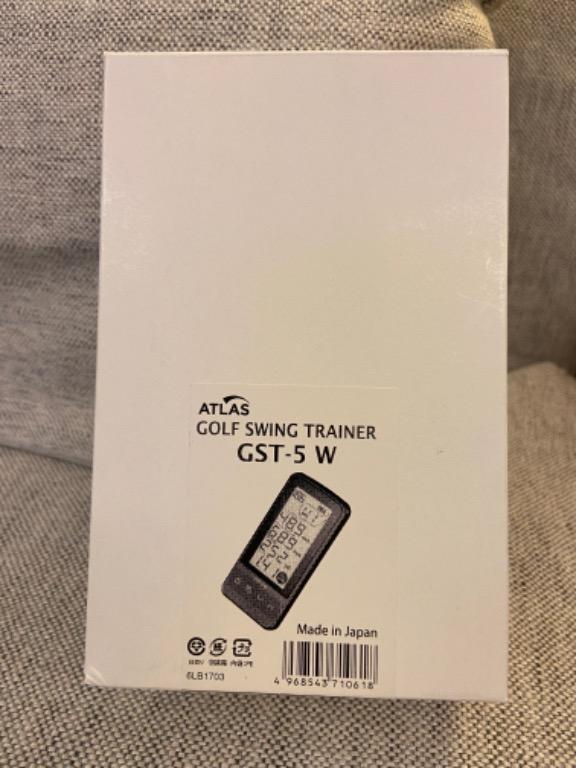 ATLAS
GOLF SWING TRAINER
GST-5 W
Made in Japan
6LB1703
4 968543 710618